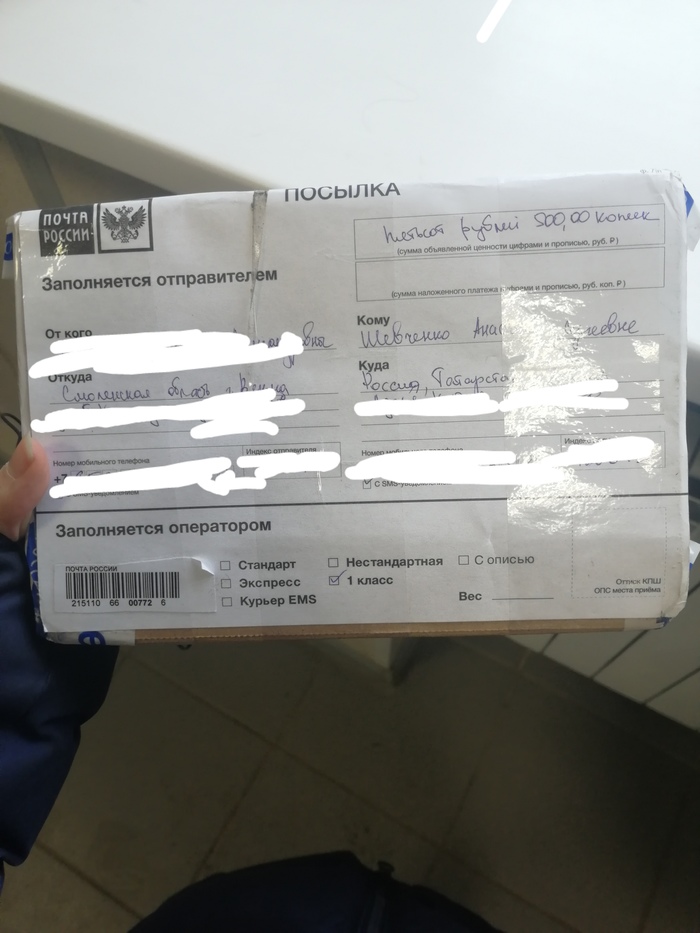 ПОСЫЛКА
ПОЧТА
РОССИИ
Пятьсот рублей 500,00 копеек
(сумма объявленной ценности цифрами и прописью, руб. Р)
Заполняется отправителем
(сумма наложенного платежа цифрами и прописью, руб. коп. Р)
От кого
Кому
Шевченко
Откуда
Смоленская область г.
Куда
Россия,
Номер мобильного телефона
Индекс отправителя
Номер мобильного телефона
+7
С SMS-уведомлением
Заполняется оператором
ПОЧТА РОССИИ
215110 66 00772 6
Стандарт
Нестандартная
С описью
Экспресс
1 класс
Курьер EMS
Вес
Оттиск КПШ
ОПС места приёма